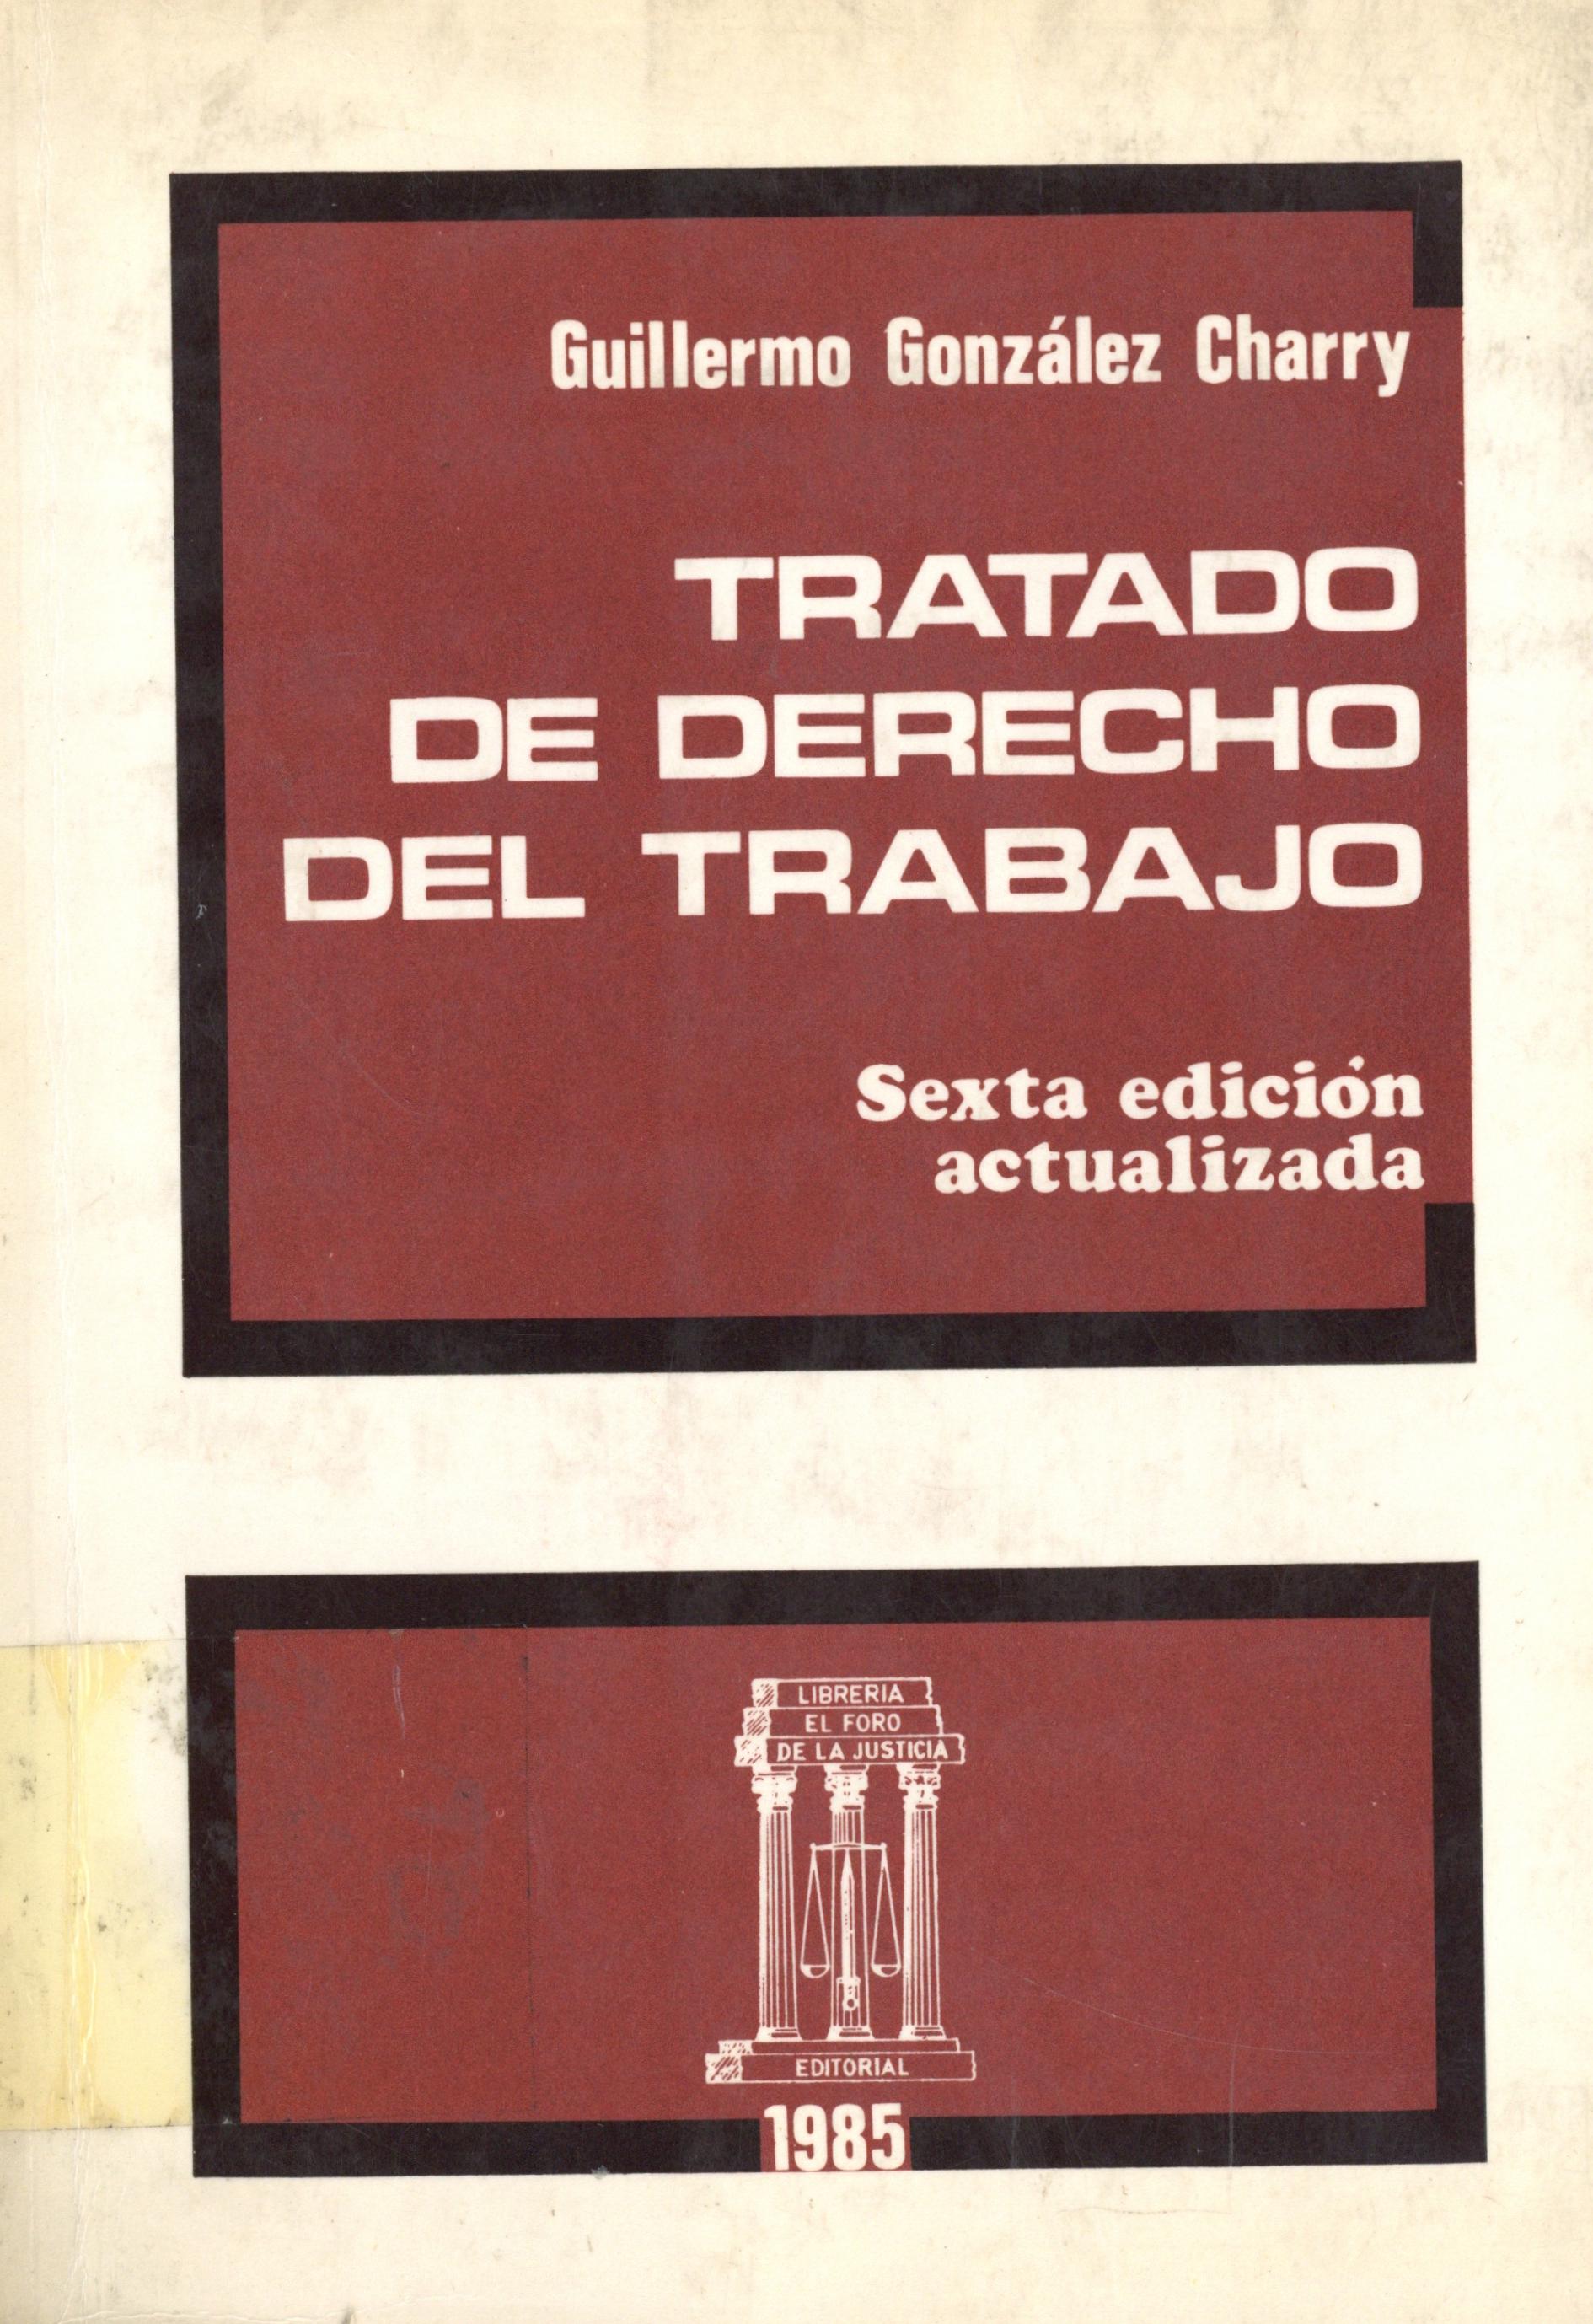 Guillermo González Charry
TRATADO
DE DERECHO
DEL TRABAJO
Sexta edición
actualizada
LIBRERIA
EL FORO
DE LA JUSTICIA
EDITORIAL
1985